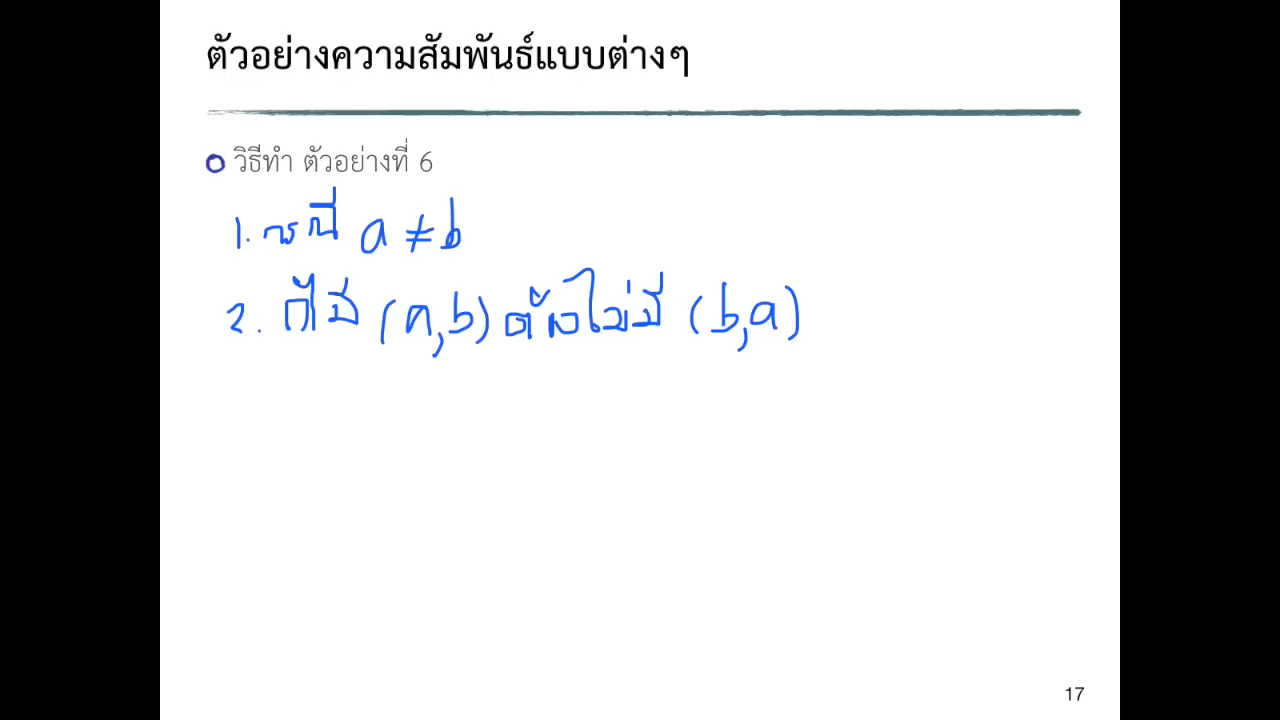 ตัวอย่างความสัมพันธ์แบบต่างๆ
วิธีทำ ตัวอย่างที่ 6
1. กรณี a ≠ b
2. ถ้ามี (a,b) ต้องไม่มี (b,a)
17